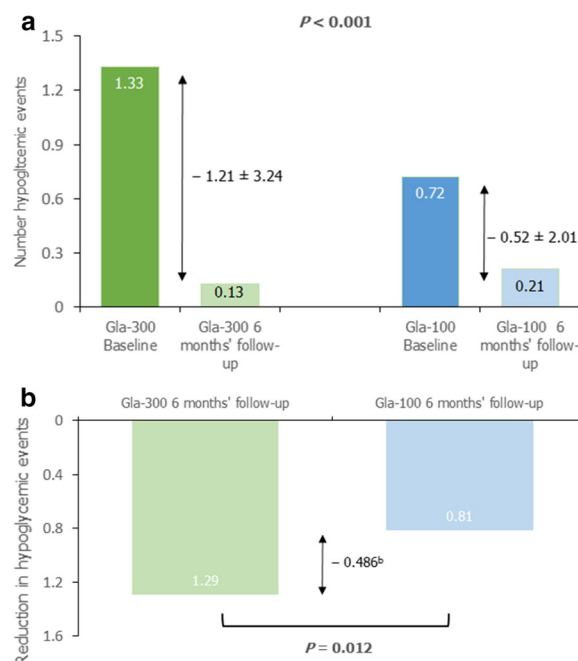 a
P < 0.001
Number hypogltcemic events
1.5
1.2
0.9
0.6
0.3
0
1.33
− 1.21 ± 3.24
0.13
0.72
− 0.52 ± 2.01
0.21
Gla-300
Baseline
Gla-300 6
months' follow-
up
Gla-100
Baseline
Gla-100 6
months' follow-
up
b
Gla-300 6 months' follow-up
Gla-100 6 months' follow-up
Reduction in hypoglycemic events
0
0.4
0.8
1.2
1.6
0.81
− 0.486ᵇ
1.29
P = 0.012